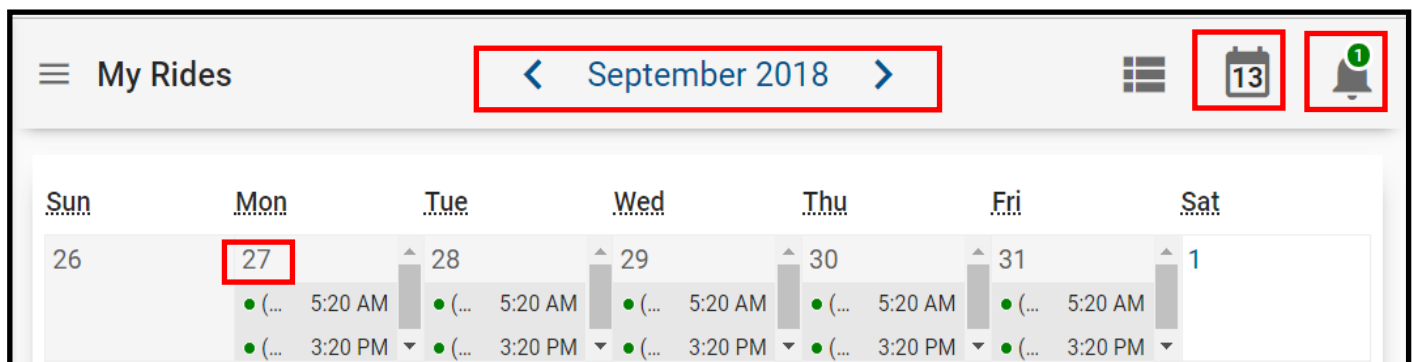 My Rides September 2018 13 1
Sun Mon Tue Wed Thu Fri Sat
26 27 28 29 30 31 1
(... 5:20 AM (... 5:20 AM (... 5:20 AM (... 5:20 AM (... 5:20 AM
(... 3:20 PM (... 3:20 PM (... 3:20 PM (... 3:20 PM (... 3:20 PM